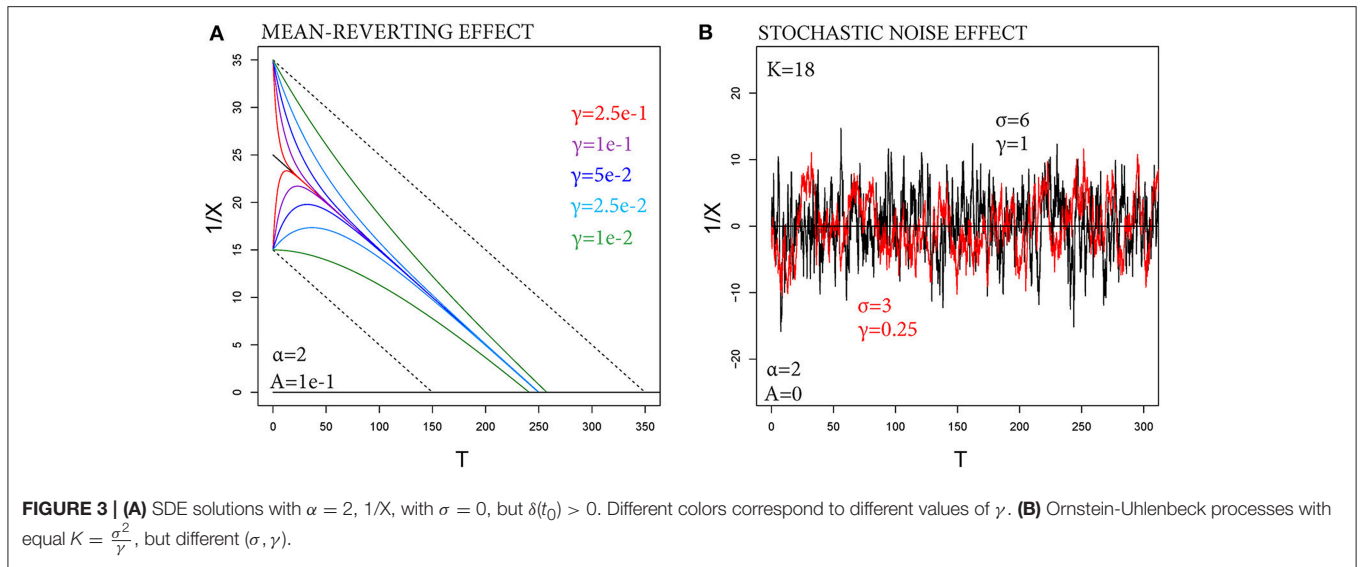 A MEAN-REVERTING EFFECT
35
30
25
20
15
10
5
0
1/X
γ=2.5e-1
γ=1e-1
γ=5e-2
γ=2.5e-2
γ=1e-2
α=2
A=1e-1
0 50 100 150 200 250 300 350
T
B STOCHASTIC NOISE EFFECT
K=18
20
10
0
-10
-20
1/X
σ=6
γ=1
σ=3
γ=0.25
α=2
A=0
0 50 100 150 200 250 300
T
FIGURE 3 | (A) SDE solutions with α = 2, 1/X, with σ = 0, but δ(t₀) > 0. Different colors correspond to different values of γ. (B) Ornstein-Uhlenbeck processes with
equal K = σ²/γ, but different (σ, γ).